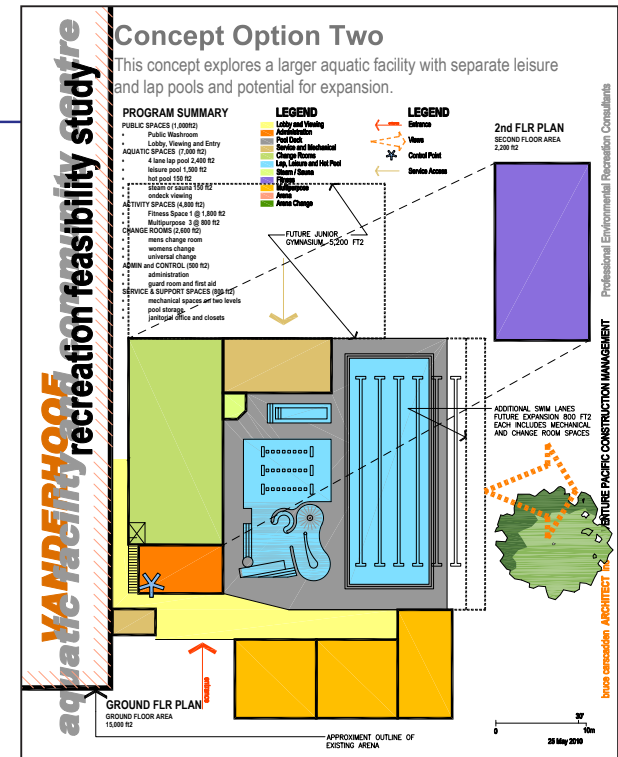 Concept Option Two
This concept explores a larger aquatic facility with separate leisure
and lap pools and potential for expansion.
PROGRAM SUMMARY
PUBLIC SPACES (1,000ft2)
• Public Washroom
• Lobby, Viewing and Entry
AQUATIC SPACES (7,000 ft2)
• 4 lane lap pool 2,400 ft2
• leisure pool 1,500 ft2
• hot pool 150 ft2
• steam or sauna 150 ft2
• ondeck viewing
ACTIVITY SPACES (4,800 ft2)
• Fitness Space 1 @ 1,800 ft2
• Multipurpose 3 @ 800 ft2
CHANGE ROOMS (2,600 ft2)
• mens change room
• womens change
• universal change
ADMIN and CONTROL (500 ft2)
• administration
• guard room and first aid
SERVICE & SUPPORT SPACES (800 ft2)
• mechanical spaces on two levels
• pool storage
• janitorial office and closets
LEGEND
Lobby and Viewing
Administration
Pool Deck
Service and Mechanical
Change Rooms
Lap, Leisure and Hot Pool
Steam / Sauna
Fitness
Multipurpose
Arena
Arena Change
LEGEND
Entrance
Views
Control Point
Service Access
2nd FLR PLAN
SECOND FLOOR AREA
2,200 ft2
FUTURE JUNIOR
GYMNASIUM 5,200 FT2
ADDITIONAL SWIM LANES
FUTURE EXPANSION 800 FT2
EACH INCLUDES MECHANICAL
AND CHANGE ROOM SPACES
entrance
GROUND FLR PLAN
GROUND FLOOR AREA
15,000 ft2
APPROXIMENT OUTLINE OF
EXISTING ARENA
30'
0 10m
25 May 2010
VANDERHOOF
aquatic facility and community centre
recreation feasibility study
Professional Environmental Recreation Consultants
VENTURE PACIFIC CONSTRUCTION MANAGEMENT
bruce carscadden ARCHITECT inc